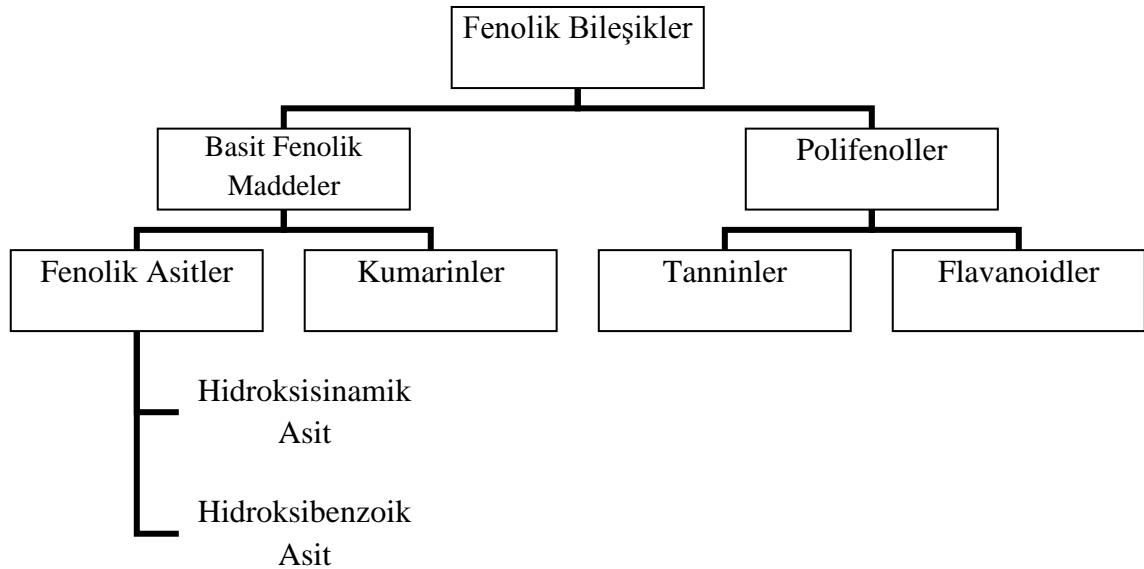 Fenolik Bileşikler
Basit Fenolik
Maddeler
Polifenoller
Fenolik Asitler
Kumarinler
Tanninler
Flavanoidler
Hidroksisinamik
Asit
Hidroksibenzoik
Asit